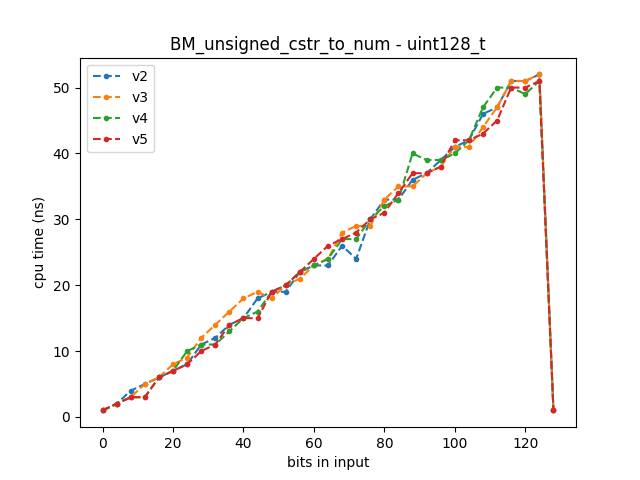 BM_unsigned_cstr_to_num - uint128_t
v2
v3
v4
v5
cpu time (ns)
50
40
30
20
10
0
0 20 40 60 80 100 120
bits in input